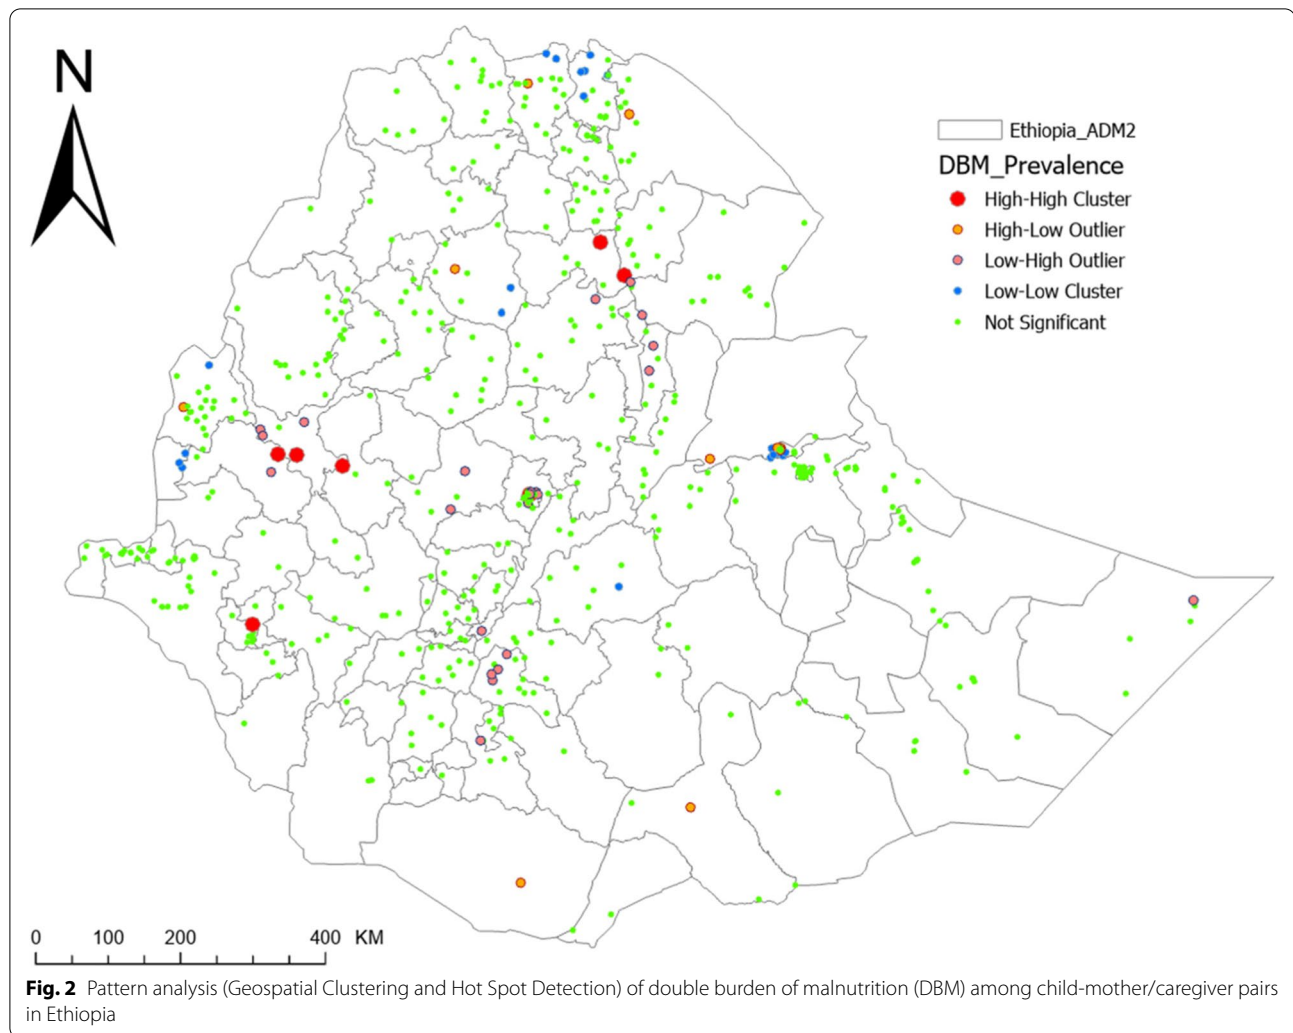 N
Ethiopia_ADM2
DBM_Prevalence
High-High Cluster
High-Low Outlier
Low-High Outlier
Low-Low Cluster
Not Significant
0 100 200 400 KM
Fig. 2 Pattern analysis (Geospatial Clustering and Hot Spot Detection) of double burden of malnutrition (DBM) among child-mother/caregiver pairs
in Ethiopia